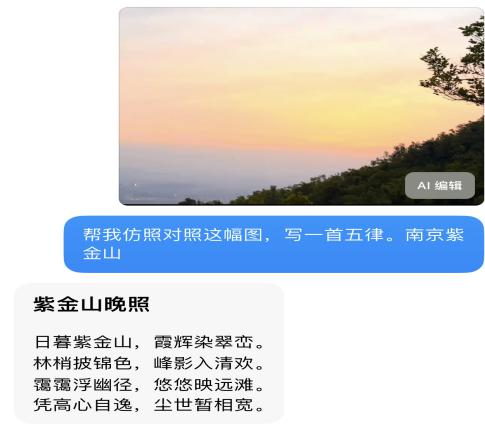 AI 编辑
帮我仿照对照这幅图，写一首五律。南京紫
金山
紫金山晚照
日暮紫金山，霞辉染翠峦。
林梢披锦色，峰影入清欢。
霭霭浮幽径，悠悠映远滩。
凭高心自逸，尘世暂相宽。